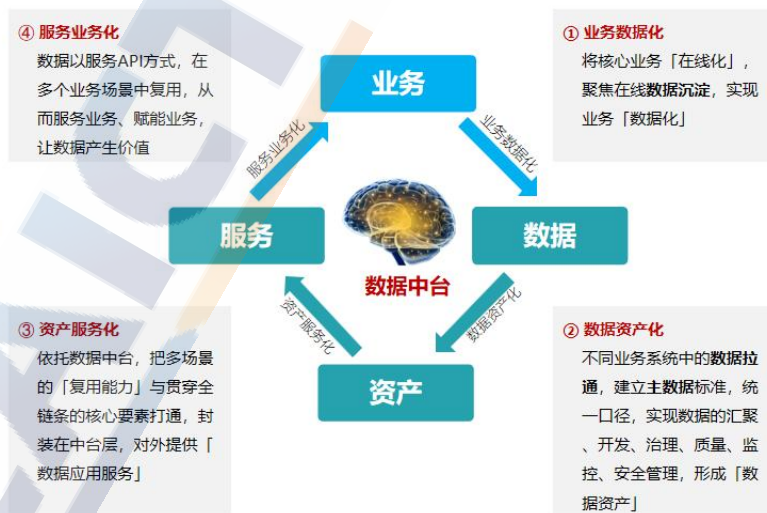 ④ 服务业务化
数据以服务API方式，在
多个业务场景中复用，从
而服务业务、赋能业务，
让数据产生价值
① 业务数据化
将核心业务「在线化」，
聚焦在线数据沉淀，实现
业务「数据化」
业务
服务业务化
业务数据化
服务
数据
数据中台
资产服务化
数据资产化
资产
③ 资产服务化
依托数据中台，把多场景
的「复用能力」与贯穿全
链条的核心要素打通，封
装在中台层，对外提供「
数据应用服务」
② 数据资产化
不同业务系统中的数据拉
通，建立主数据标准，统
一口径，实现数据的汇聚
、开发、治理、质量、监
控、安全管理，形成「数
据资产」